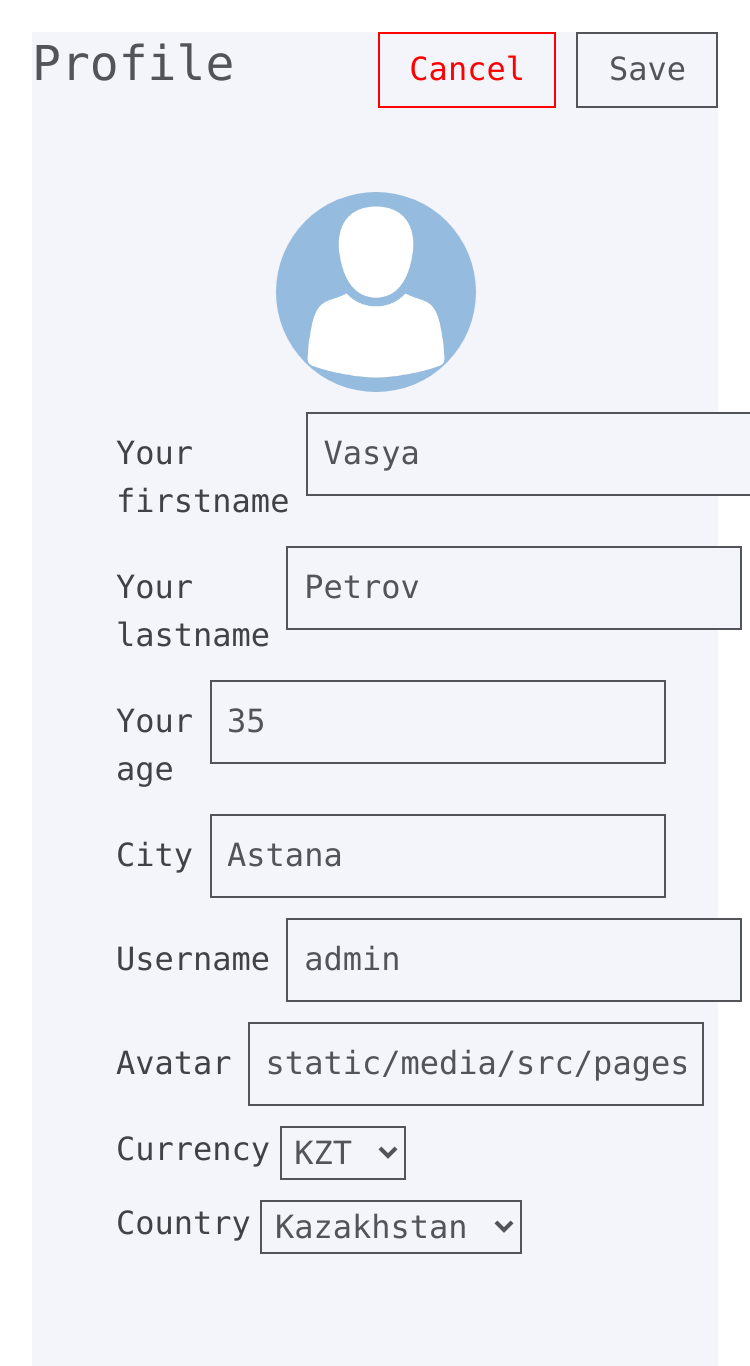 Profile
Cancel
Save
Your
firstname
Vasya
Your
lastname
Petrov
Your
age
35
City
Astana
Username
admin
Avatar
static/media/src/pages
Currency
KZT
Country
Kazakhstan